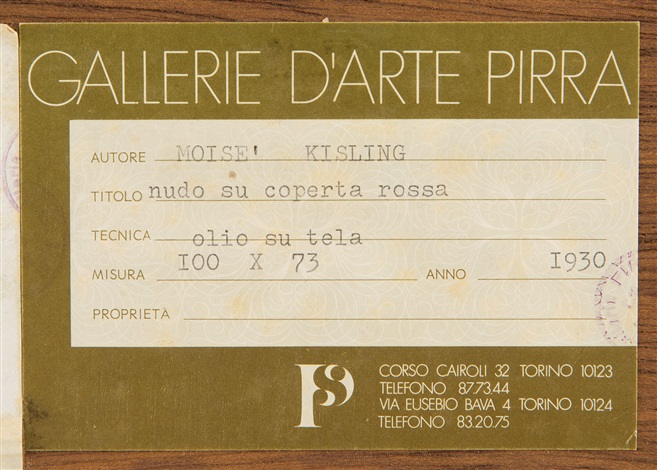 GALLERIE D'ARTE PIRRA
AUTORE MOISE' KISLING
TITOLO nudo su coperta rossa
TECNICA olio su tela
MISURA I00 X 73 ANNO I930
PROPRIETÀ
PS
CORSO CAIROLI 32 TORINO 10123
TELEFONO 87.73.44
VIA EUSEBIO BAVA 4 TORINO 10124
TELEFONO 83.20.75